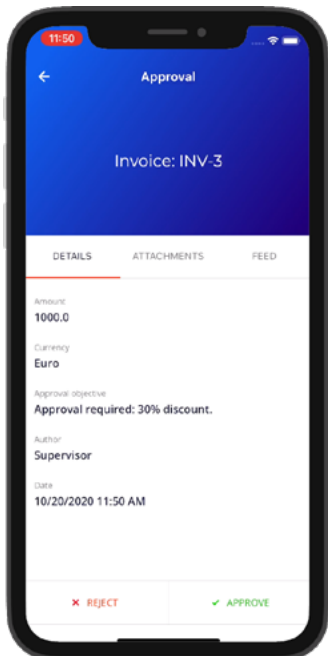 11:50
Approval
Invoice: INV-3
DETAILS ATTACHMENTS FEED
Amount
1000.0
Currency
Euro
Approval objective
Approval required: 30% discount.
Author
Supervisor
Date
10/20/2020 11:50 AM
REJECT APPROVE